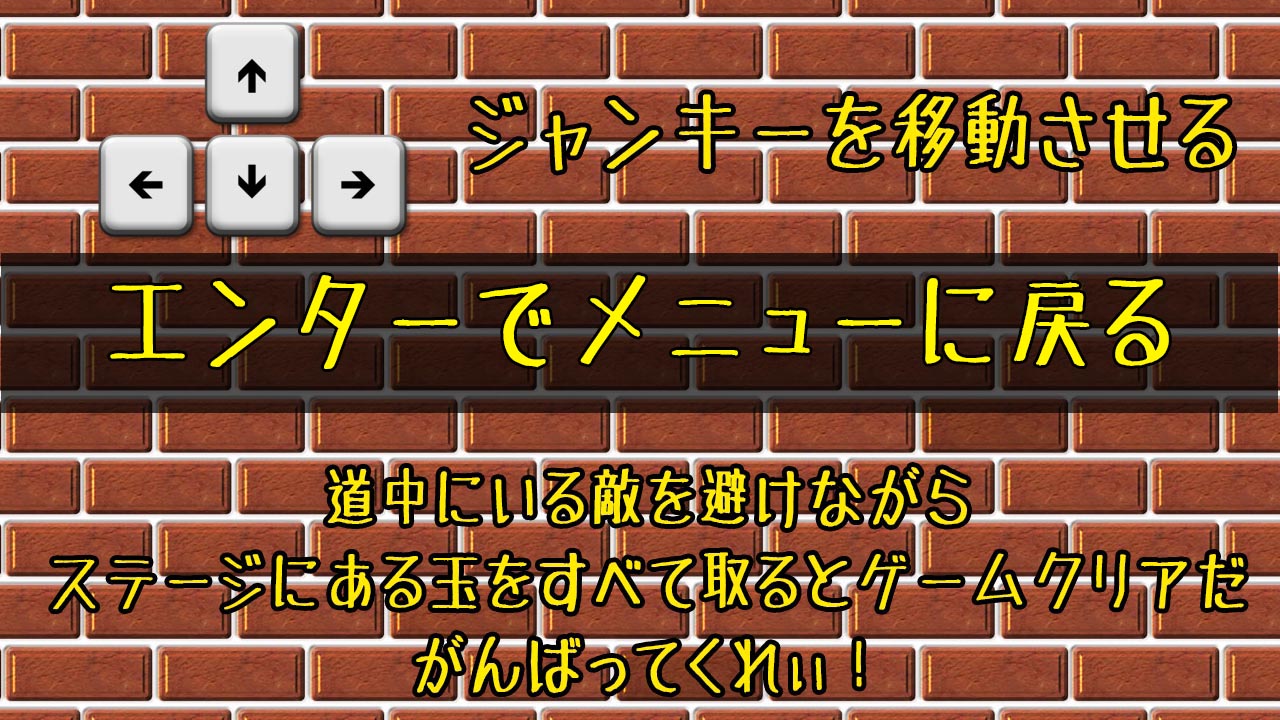 ↑
← ↓ →
ジャンキーを移動させる
エンターでメニューに戻る
道中にいる敵を避けながら
ステージにある玉をすべて取るとゲームクリアだ
がんばってくれぃ！